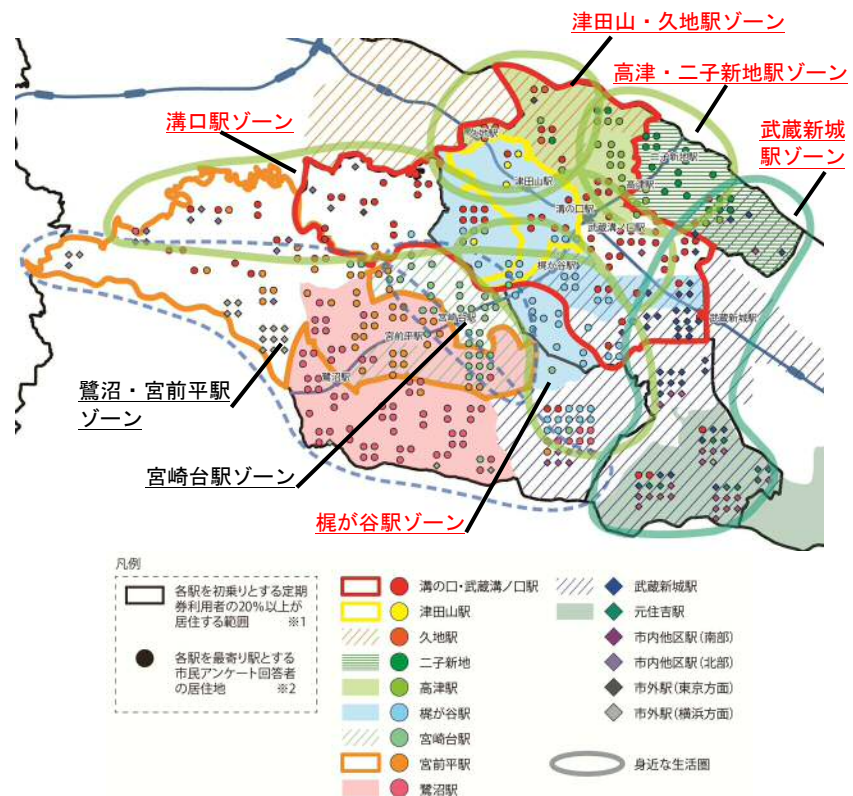 津田山・久地駅ゾーン
高津・二子新地駅ゾーン
溝口駅ゾーン
武蔵新城
駅ゾーン
久地駅
二子新地駅
津田山駅
高津駅
溝の口駅
武蔵溝ノ口駅
梶が谷駅
宮崎台駅
武蔵新城駅
宮前平駅
鷺沼駅
鷺沼・宮前平駅
ゾーン
宮崎台駅ゾーン
梶が谷駅ゾーン
凡例
各駅を初乗りとする定期
券利用者の20%以上が
居住する範囲 ※1
各駅を最寄り駅とする
市民アンケート回答者
の居住地 ※2
溝の口・武蔵溝ノ口駅
津田山駅
久地駅
二子新地
高津駅
梶が谷駅
宮崎台駅
宮前平駅
鷺沼駅
武蔵新城駅
元住吉駅
市内他区駅(南部)
市内他区駅(北部)
市外駅(東京方面)
市外駅(横浜方面)
身近な生活圏